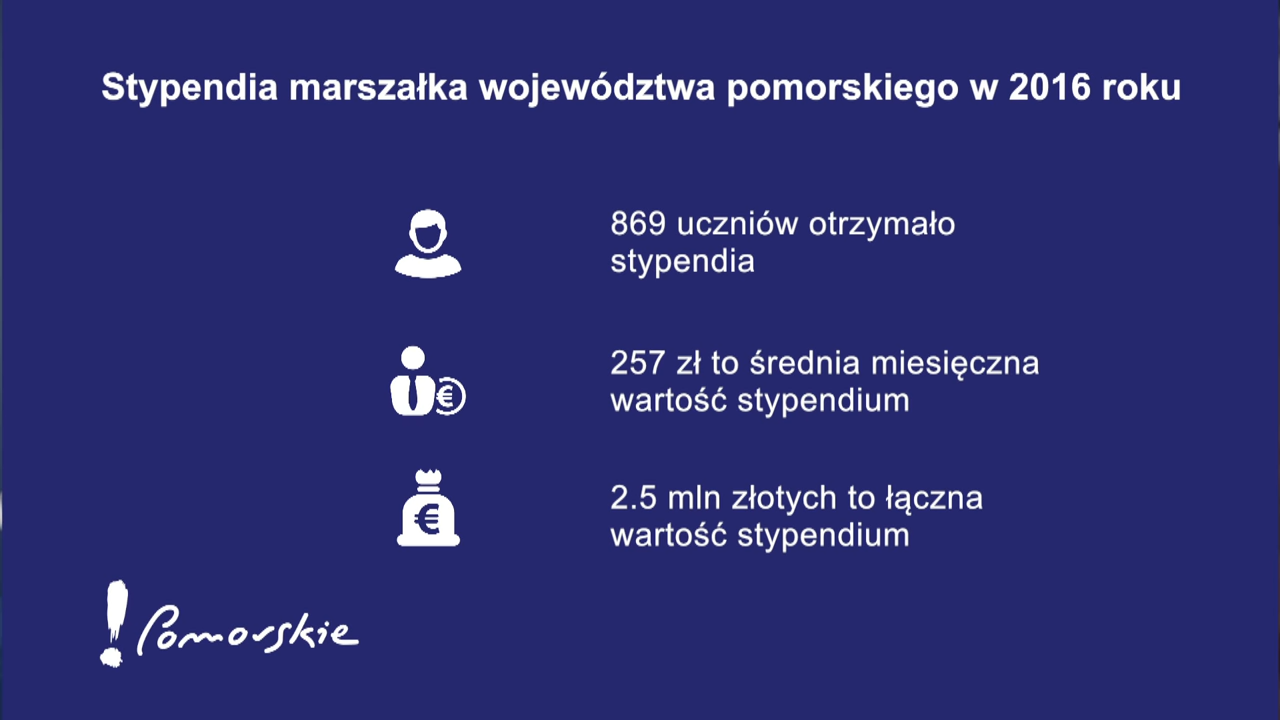 Stypendia marszałka województwa pomorskiego w 2016 roku
869 uczniów otrzymało
stypendia
257 zł to średnia miesięczna
wartość stypendium
€
2.5 mln złotych to łączna
wartość stypendium
€
! Pomorskie